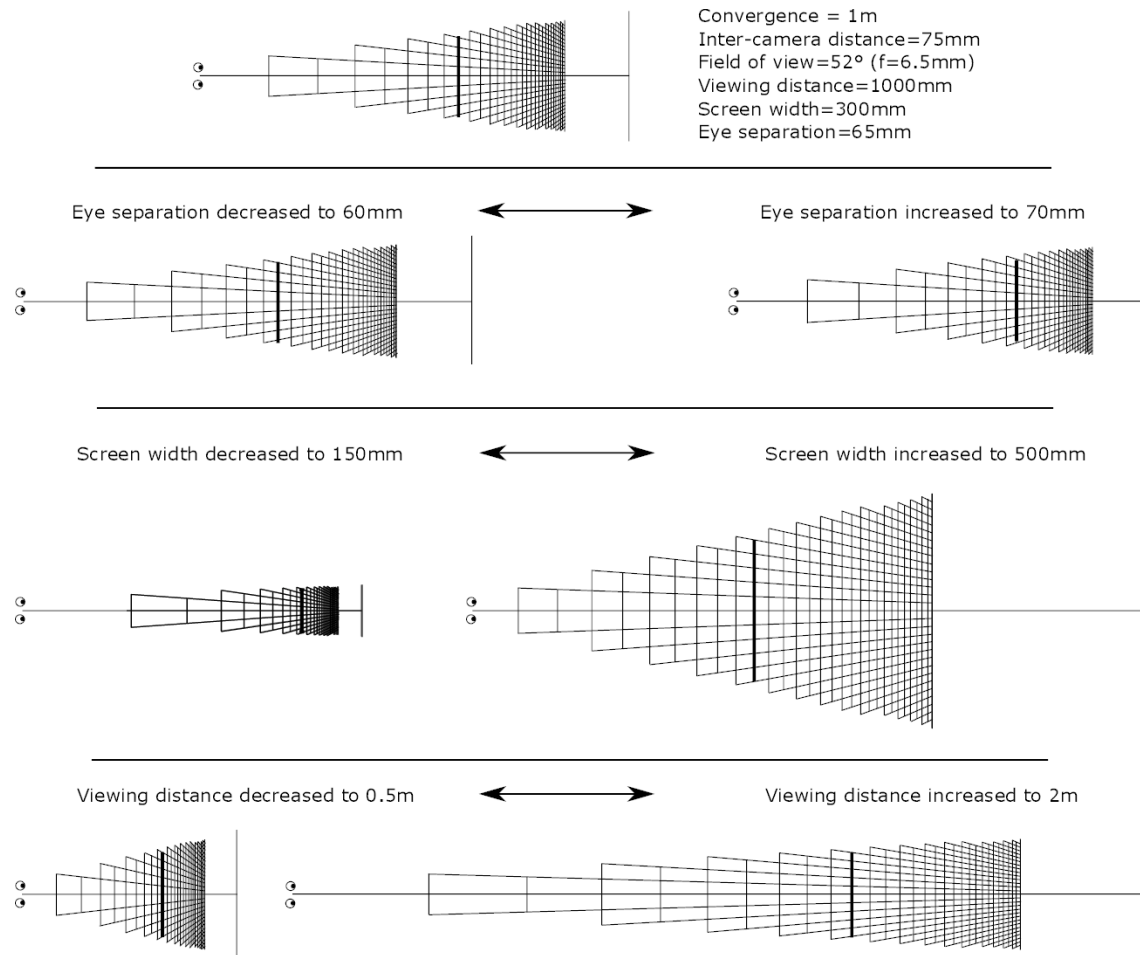 Convergence = 1m
Inter-camera distance=75mm
Field of view=52° (f=6.5mm)
Viewing distance=1000mm
Screen width=300mm
Eye separation=65mm
Eye separation decreased to 60mm
Eye separation increased to 70mm
Screen width decreased to 150mm
Screen width increased to 500mm
Viewing distance decreased to 0.5m
Viewing distance increased to 2m